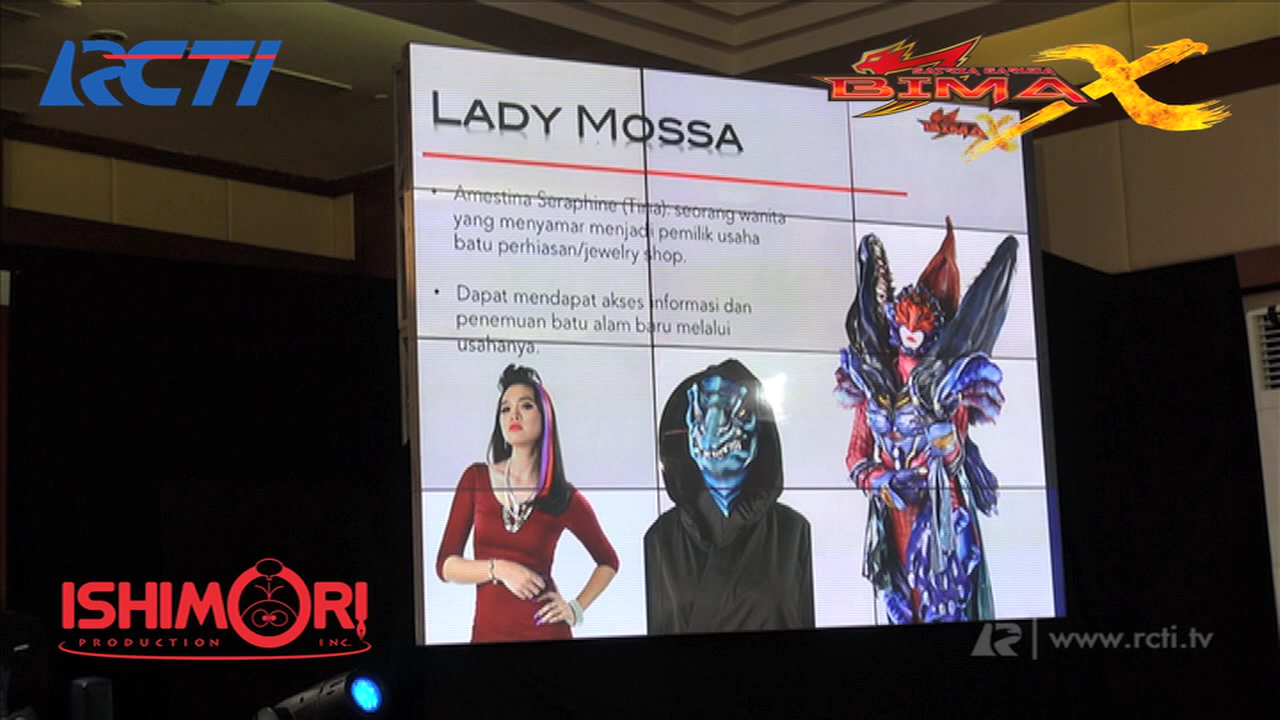 RCTI
SATRIA GARUDA
BIMA X
BIMA X
LADY MOSSA
• Amestina Seraphine (Tina): seorang wanita
yang menyamar menjadi pemilik usaha
batu perhiasan/jewelry shop.
• Dapat mendapat akses informasi dan
penemuan batu alam baru melalui
usahanya.
ISHIMORI
PRODUCTION INC.
www.rcti.tv